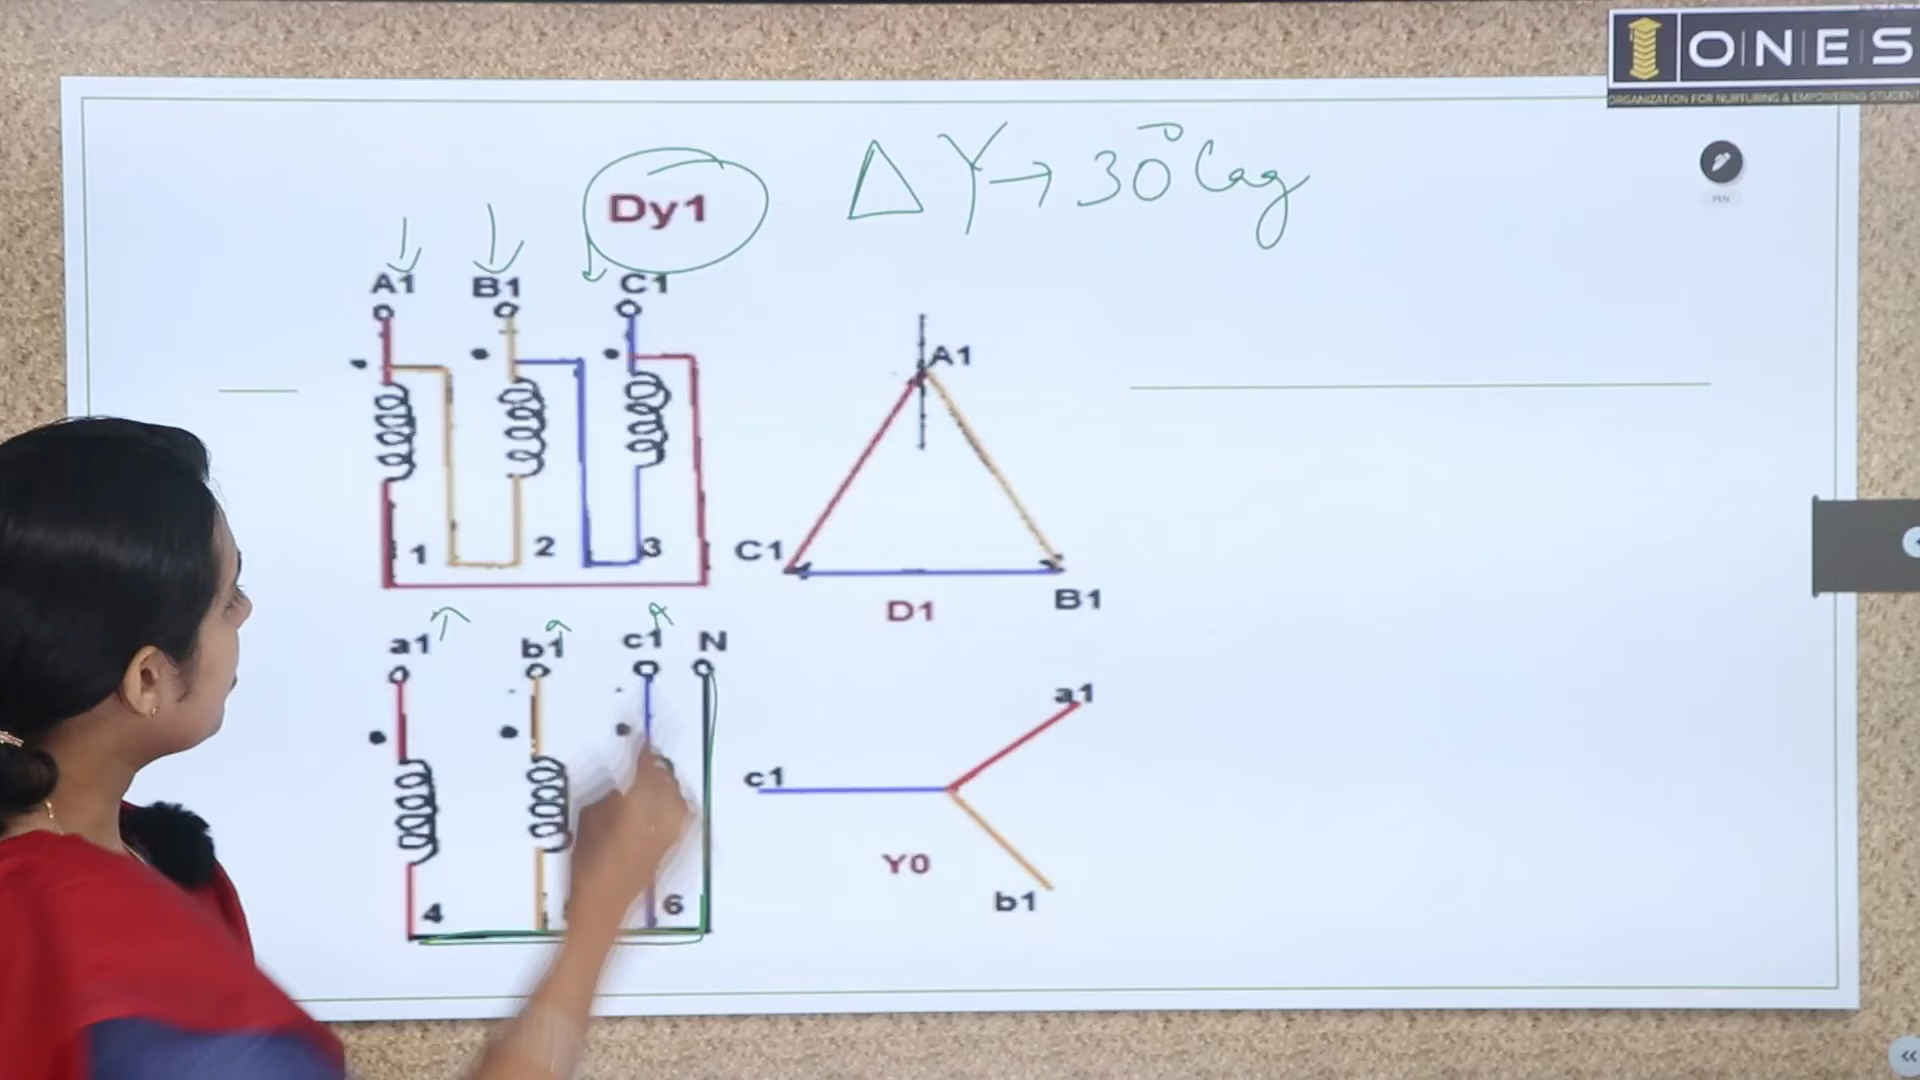 ONES
ORGANIZATION FOR NURTURING & EMPOWERING STUDENT
PEN
Dy1
Δ Y → 30° lag
A1 B1 C1
1 2 3
A1
C1
B1
D1
a1 b1 c1 N
4 6
a1
c1
b1
Y0